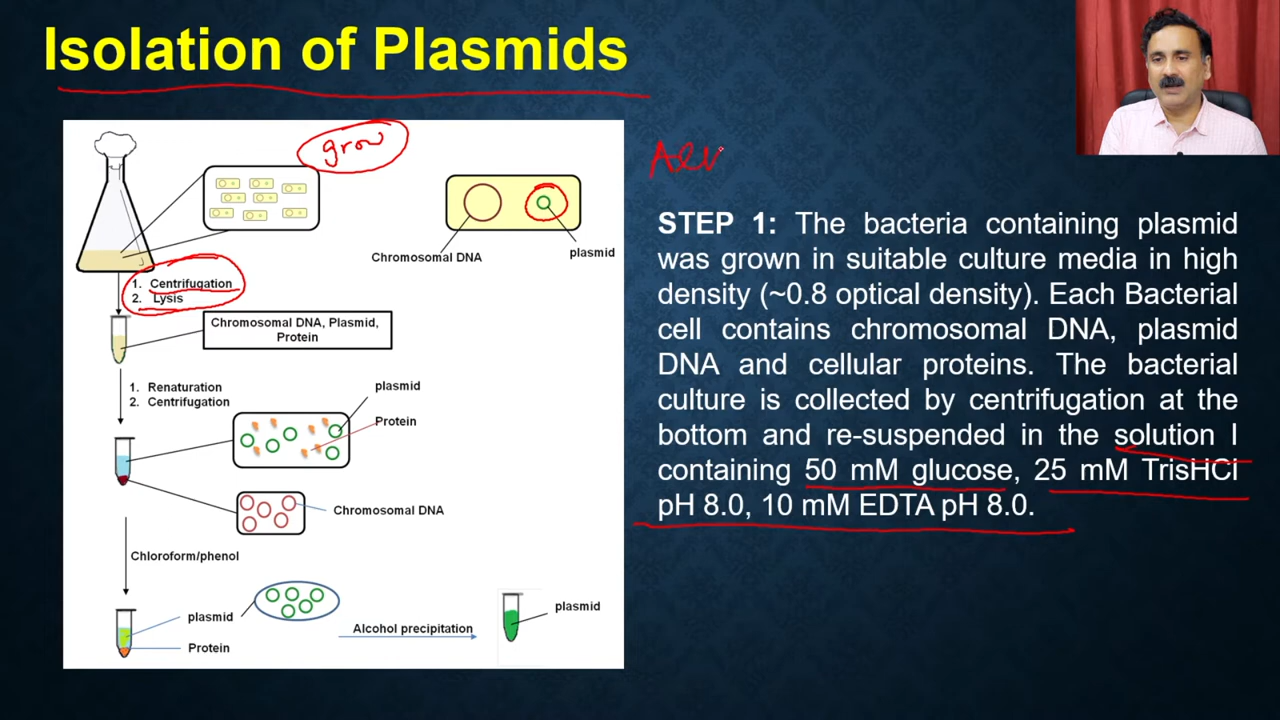 Isolation of Plasmids
grow
Chromosomal DNA
plasmid
1. Centrifugation
2. Lysis
Chromosomal DNA, Plasmid,
Protein
1. Renaturation
2. Centrifugation
plasmid
Protein
Chromosomal DNA
Chloroform/phenol
plasmid
Protein
Alcohol precipitation
plasmid
STEP 1: The bacteria containing plasmid
was grown in suitable culture media in high
density (~0.8 optical density). Each Bacterial
cell contains chromosomal DNA, plasmid
DNA and cellular proteins. The bacterial
culture is collected by centrifugation at the
bottom and re-suspended in the solution I
containing 50 mM glucose, 25 mM TrisHCl
pH 8.0, 10 mM EDTA pH 8.0.